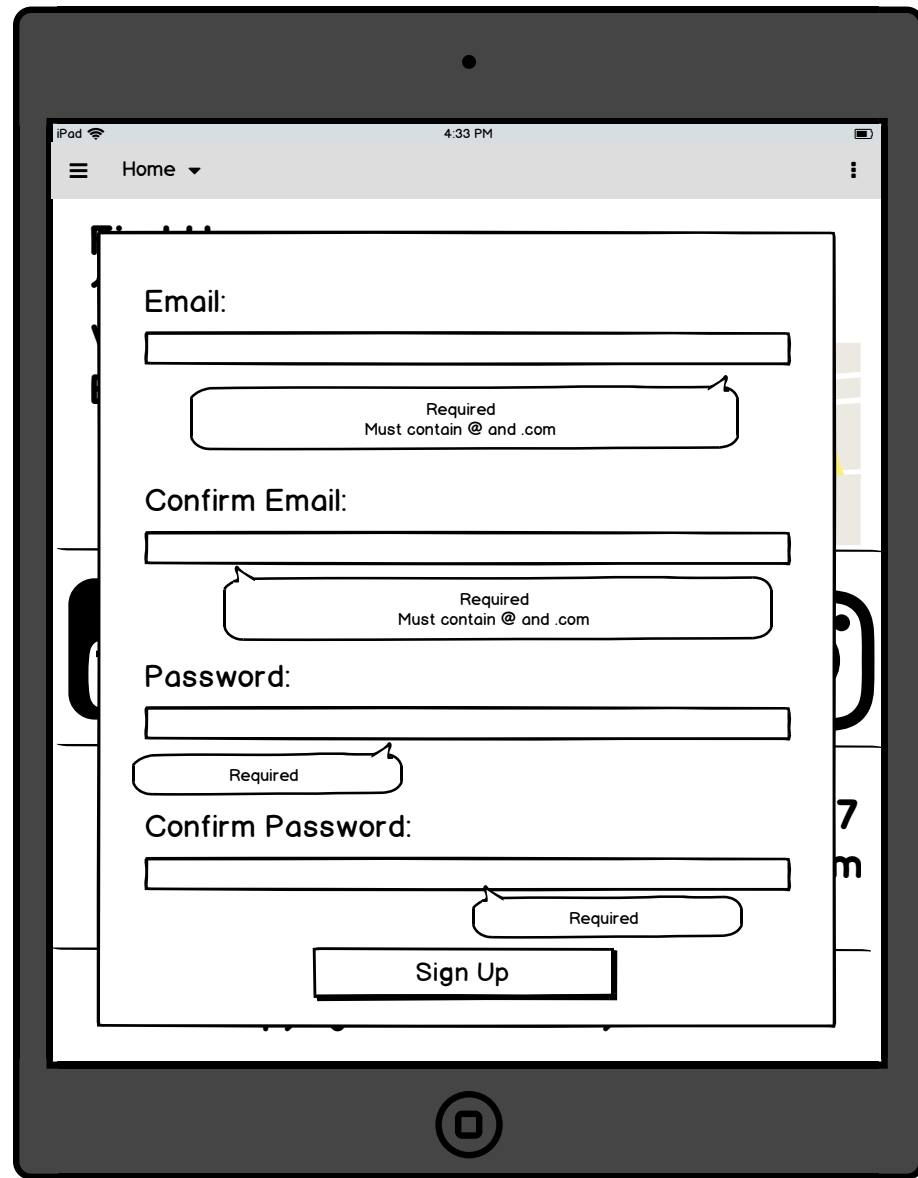 iPad
4:33 PM
Home
Email:
Required
Must contain @ and .com
Confirm Email:
Required
Must contain @ and .com
Password:
Required
Confirm Password:
7
m
Required
Sign Up